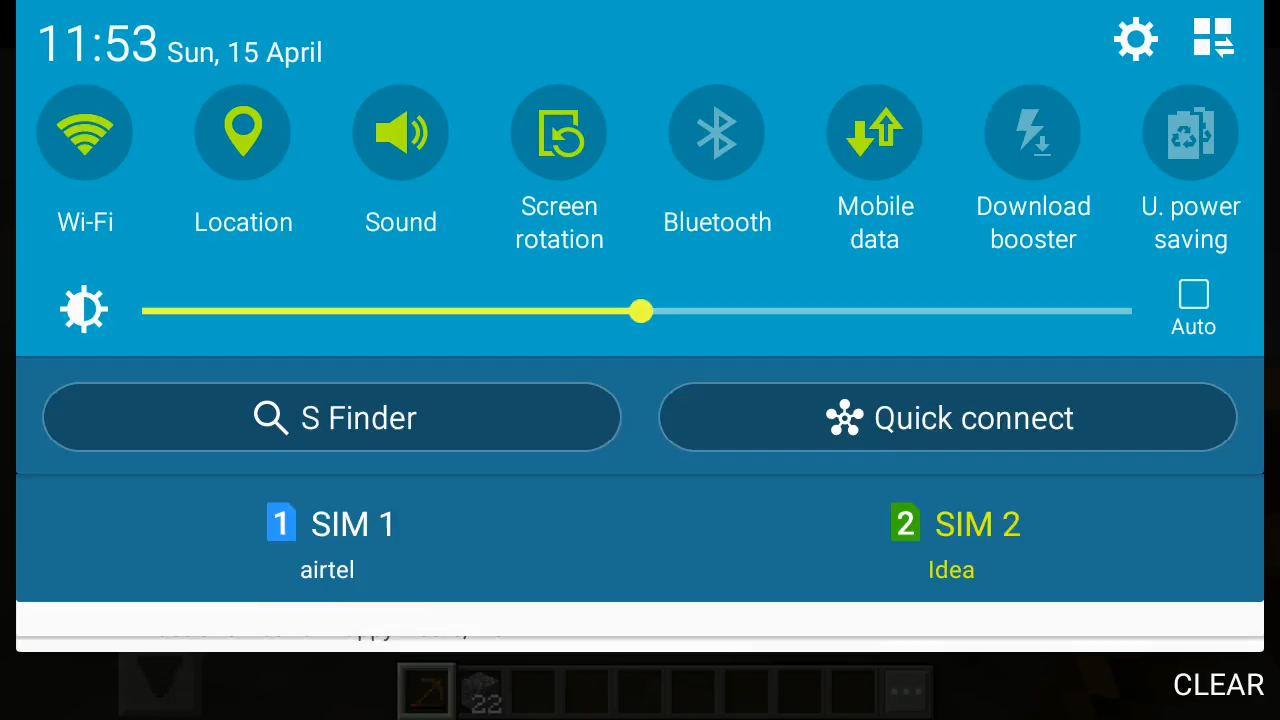 11:53 Sun, 15 April
Wi-Fi
Location
Sound
Screen
rotation
Bluetooth
Mobile
data
Download
booster
U. power
saving
Auto
S Finder
Quick connect
1 SIM 1
airtel
2 SIM 2
Idea
22
CLEAR